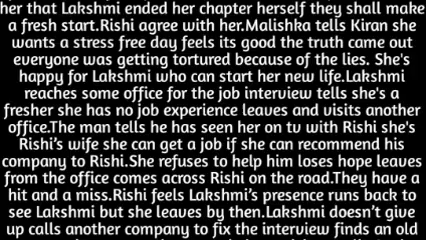 her that Lakshmi ended her chapter herself they shall make
a fresh start.Rishi agree with her.Malishka tells Kiran she
wants a stress free day feels its good the truth came out
everyone was getting tortured because of the lies. She's
happy for Lakshmi who can start her new life.Lakshmi
reaches some office for the job interview tells she's a
fresher she has no job experience leaves and visits another
office.The man tells he has seen her on tv with Rishi she's
Rishi's wife she can get a job if she can recommend his
company to Rishi.She refuses to help him loses hope leaves
from the office comes across Rishi on the road.They have a
hit and a miss.Rishi feels Lakshmi's presence runs back to
see Lakshmi but she leaves by then.Lakshmi doesn't give
up calls another company to fix the interview finds an old